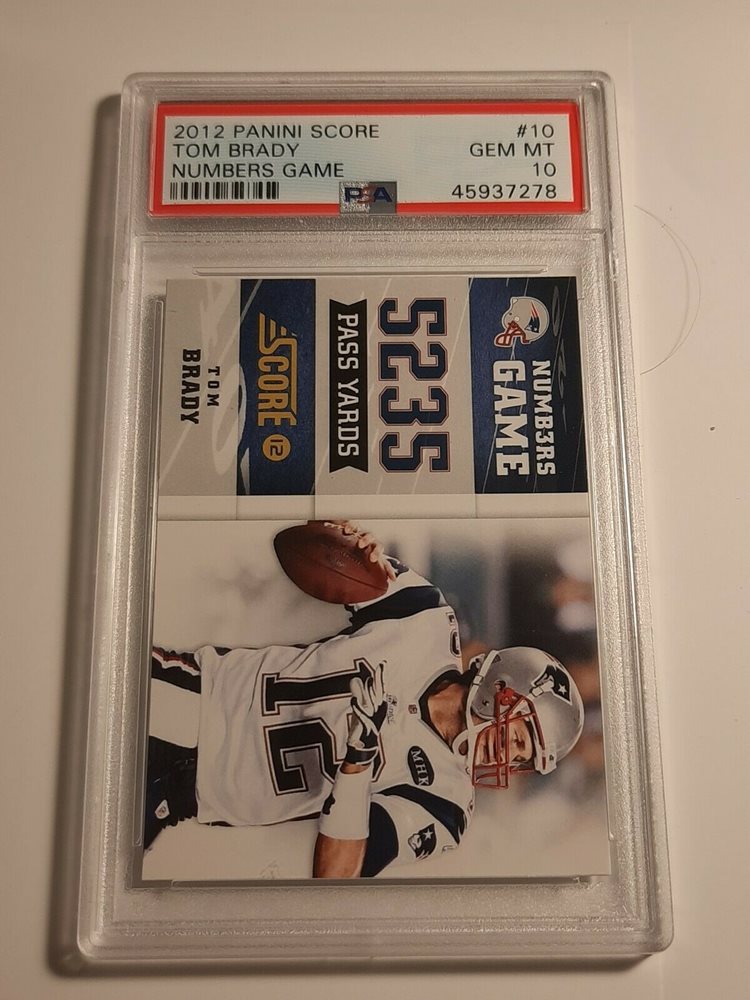 2012 PANINI SCORE #10
TOM BRADY GEM MT
NUMBERS GAME 10
PSA 45937278
NUMB3RS
GAME
5235
PASS YARDS
SCORE 12
TOM
BRADY
12
MHK